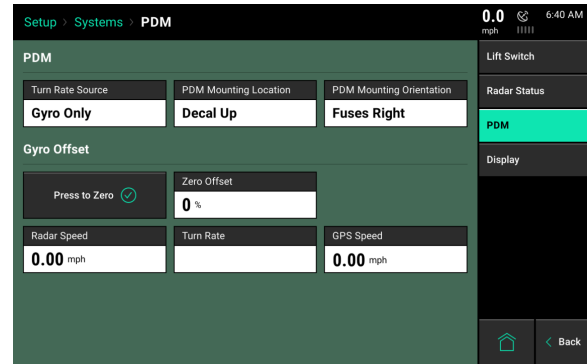 Setup > Systems > PDM
0.0 mph
6:40 AM
PDM
Turn Rate Source
Gyro Only
PDM Mounting Location
Decal Up
PDM Mounting Orientation
Fuses Right
Gyro Offset
Press to Zero
Zero Offset
0 %
Radar Speed
0.00 mph
Turn Rate
GPS Speed
0.00 mph
Lift Switch
Radar Status
PDM
Display
< Back